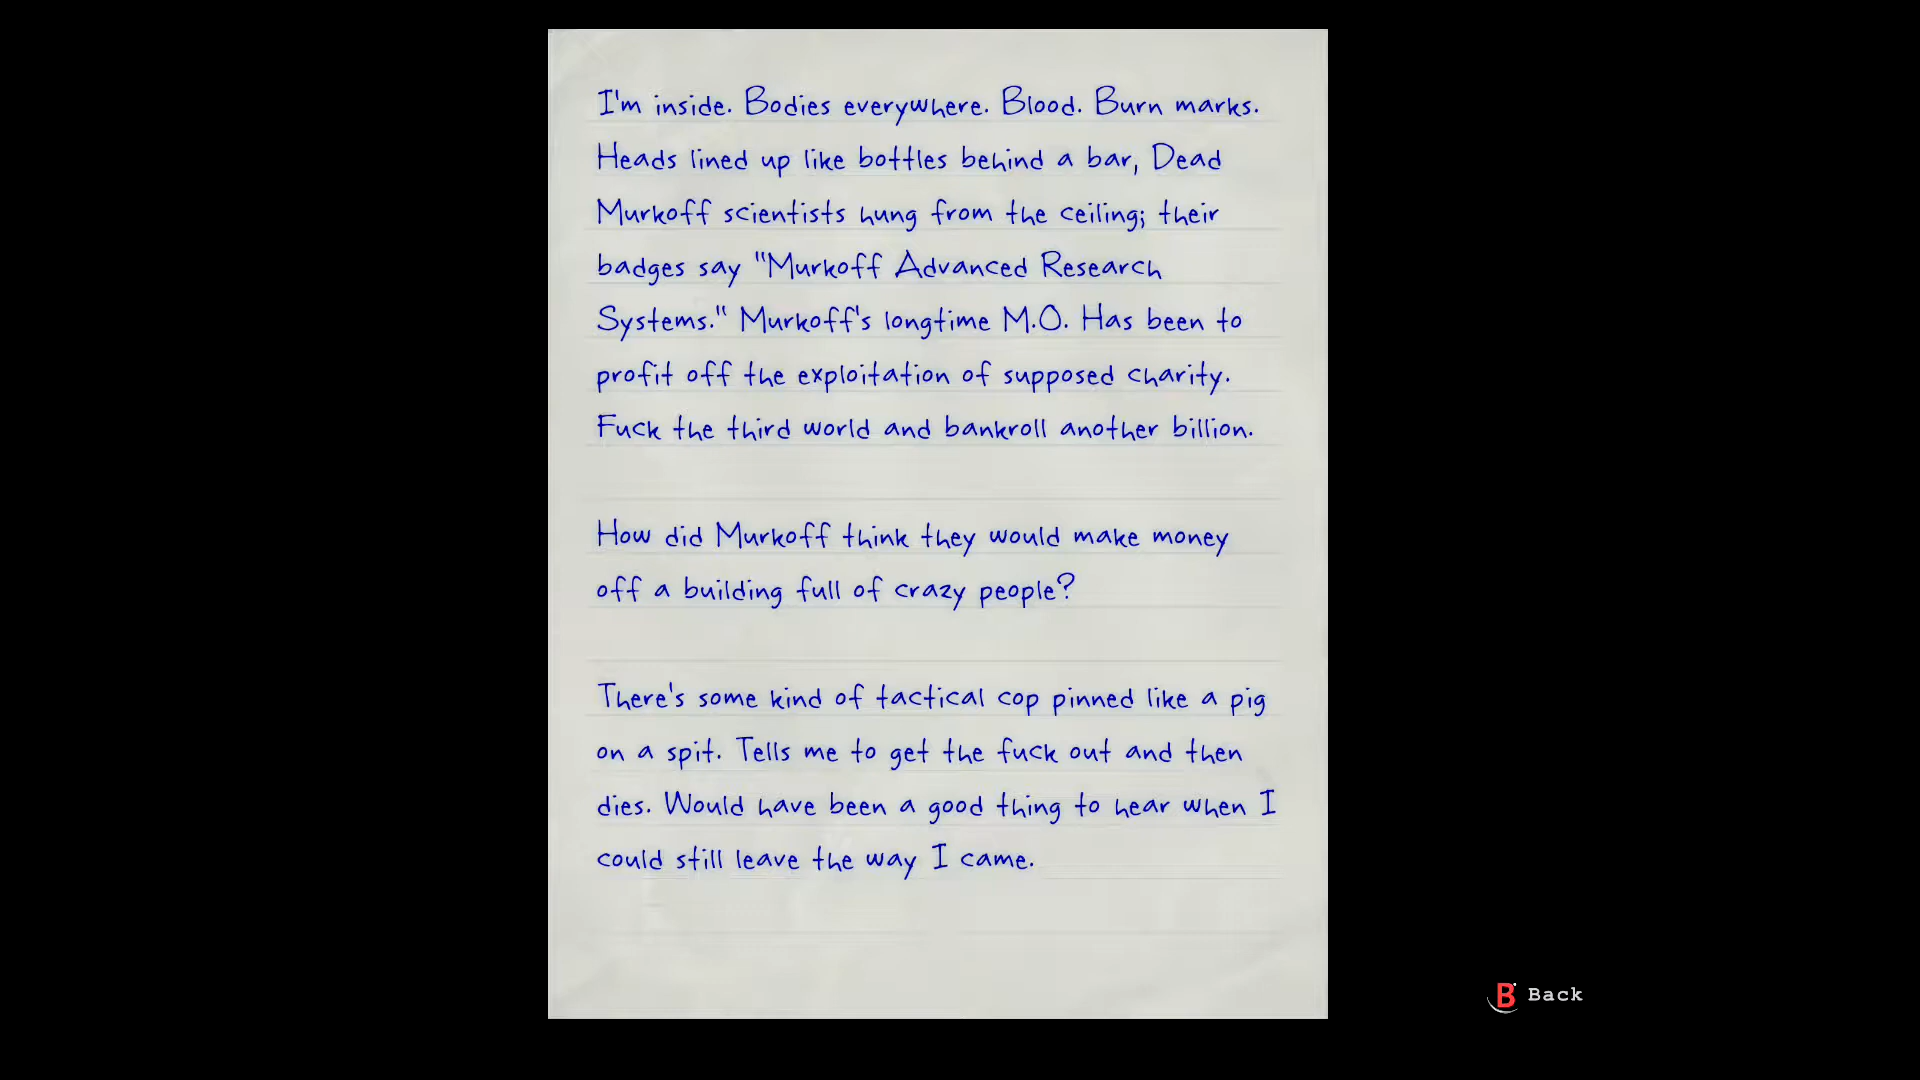 I'm inside. Bodies everywhere. Blood. Burn marks.
Heads lined up like bottles behind a bar, Dead
Murkoff scientists hung from the ceiling; their
badges say "Murkoff Advanced Research
Systems." Murkoff's longtime M.O. Has been to
profit off the exploitation of supposed charity.
Fuck the third world and bankroll another billion.
How did Murkoff think they would make money
off a building full of crazy people?
There's some kind of tactical cop pinned like a pig
on a spit. Tells me to get the fuck out and then
dies. Would have been a good thing to hear when I
could still leave the way I came.
B Back